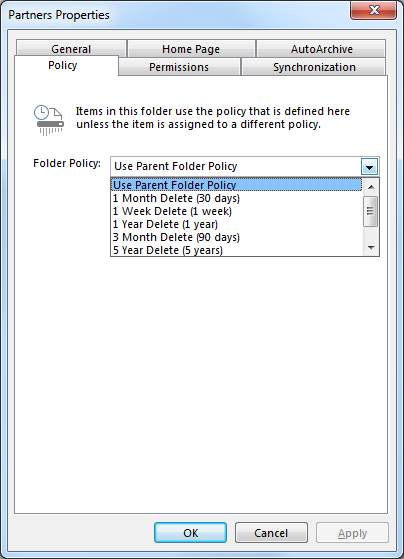 Partners Properties
General
Home Page
AutoArchive
Policy
Permissions
Synchronization
Items in this folder use the policy that is defined here
unless the item is assigned to a different policy.
Folder Policy:
Use Parent Folder Policy
Use Parent Folder Policy
1 Month Delete (30 days)
1 Week Delete (1 week)
1 Year Delete (1 year)
3 Month Delete (90 days)
5 Year Delete (5 years)
OK
Cancel
Apply